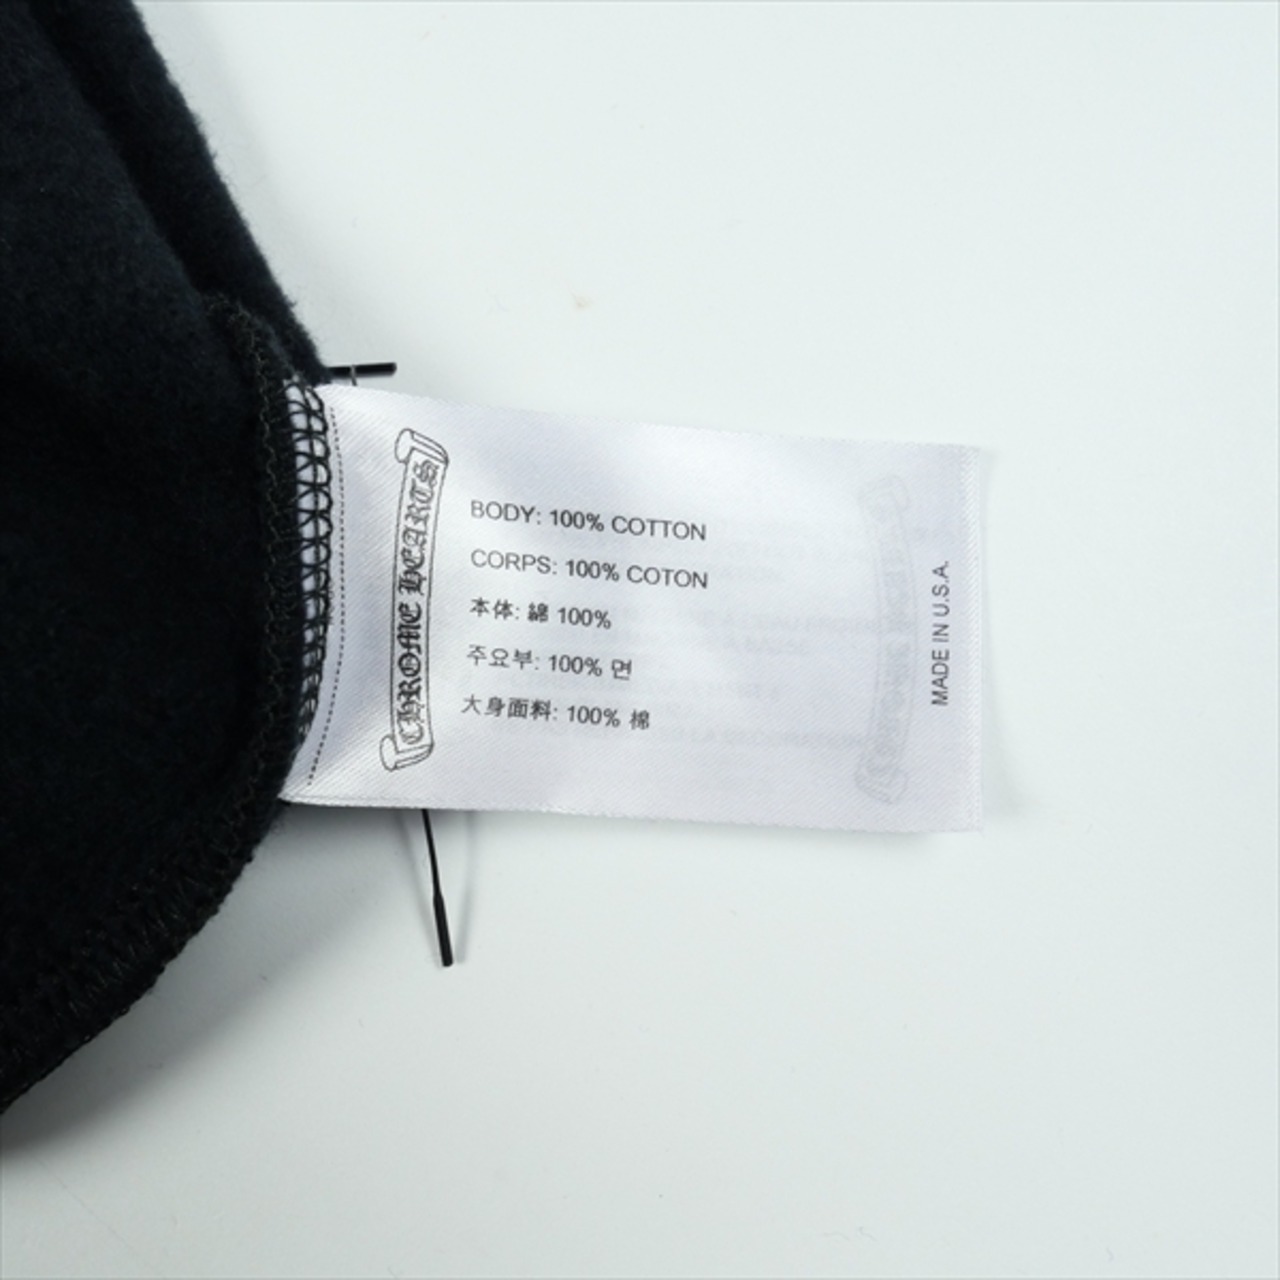 CHROME HEARTS
BODY: 100% COTTON
CORPS: 100% COTON
本体: 綿 100%
주요부: 100% 면
大身面料: 100% 棉
MADE IN U.S.A.